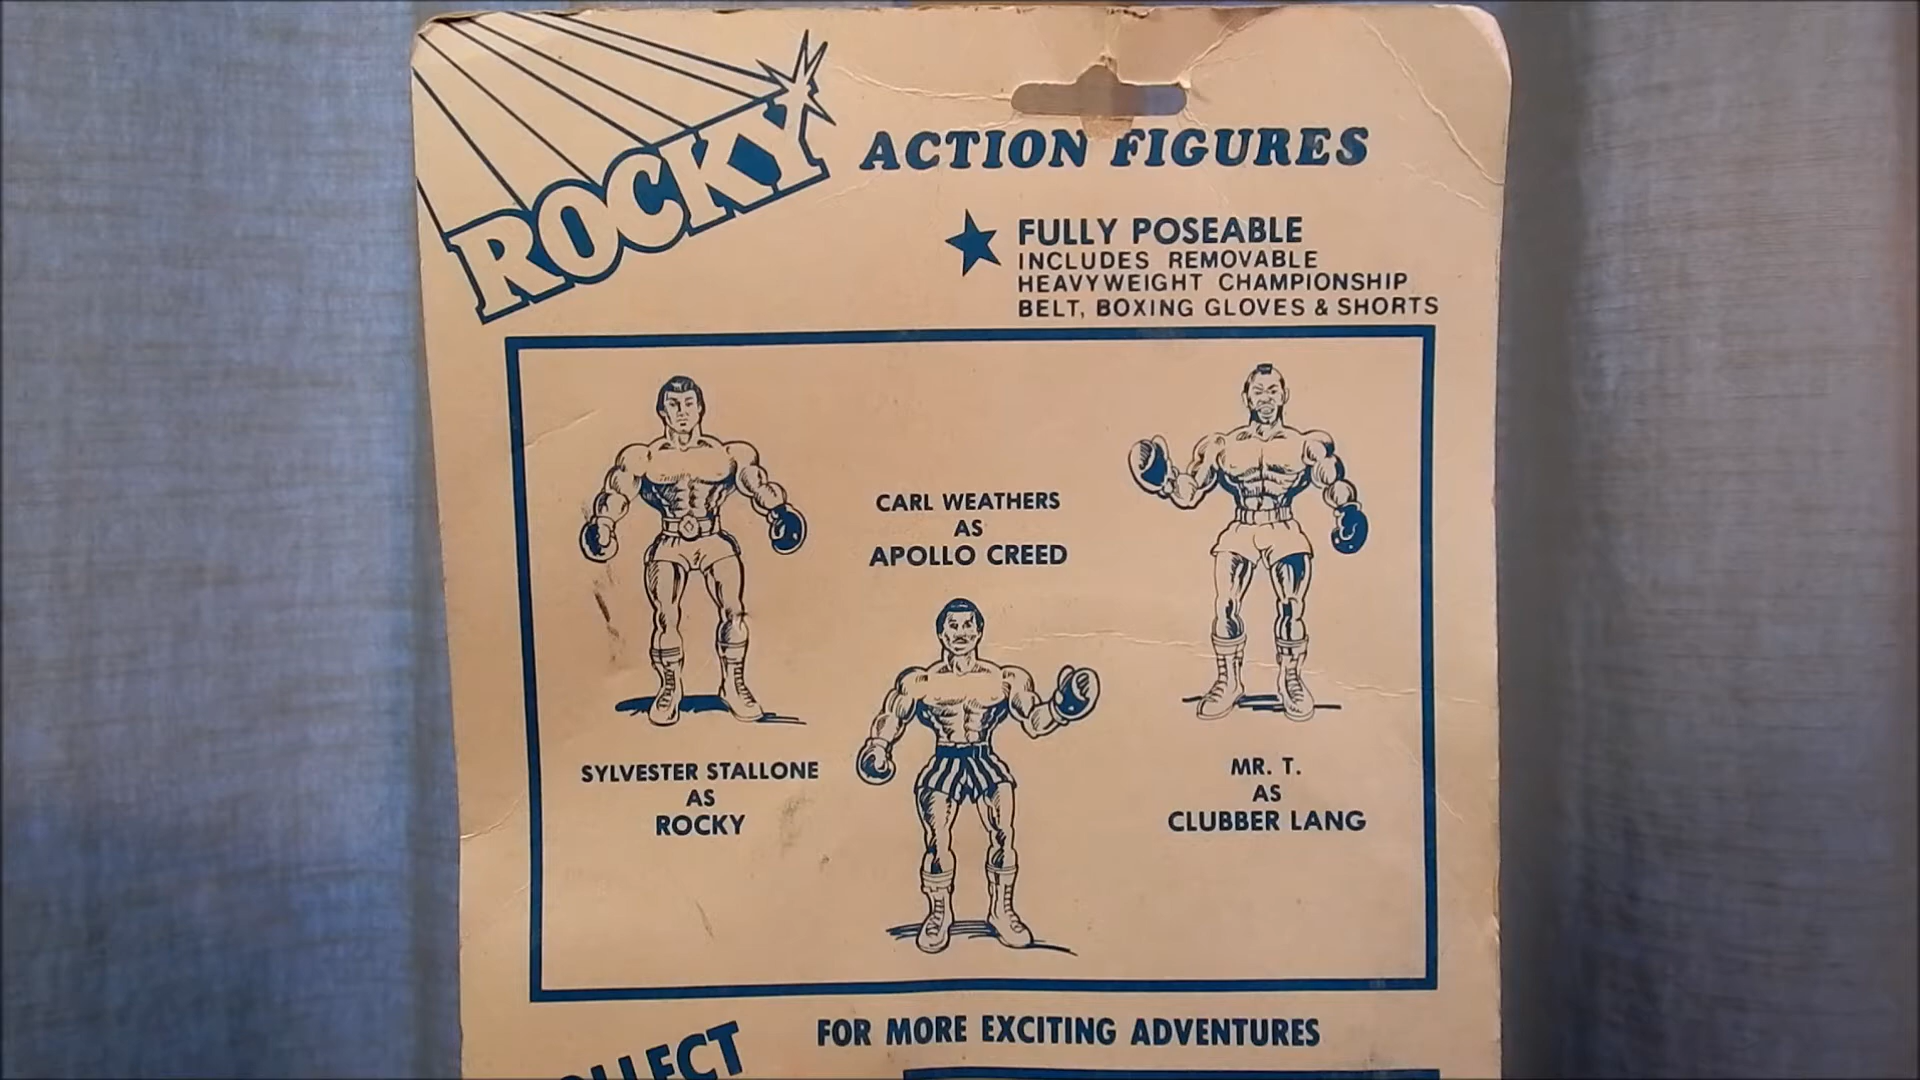 ROCKY
ACTION FIGURES
FULLY POSEABLE
INCLUDES REMOVABLE
HEAVYWEIGHT CHAMPIONSHIP
BELT, BOXING GLOVES & SHORTS
CARL WEATHERS
AS
APOLLO CREED
SYLVESTER STALLONE
AS
ROCKY
MR. T.
AS
CLUBBER LANG
FOR MORE EXCITING ADVENTURES